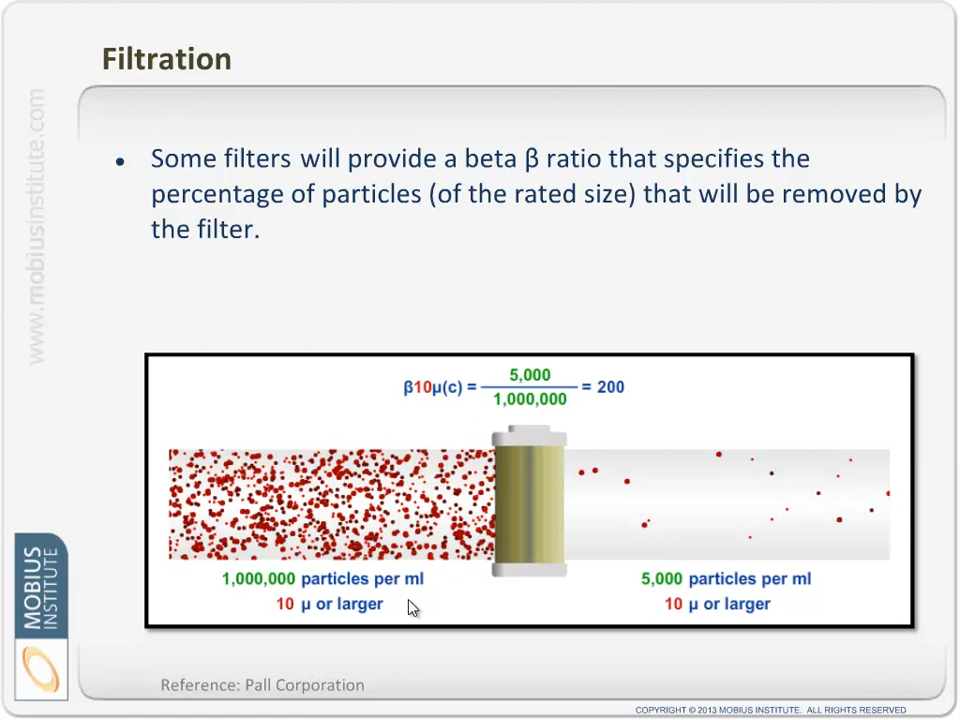 Filtration
www.mobiusinstitute.com
• Some filters will provide a beta β ratio that specifies the
percentage of particles (of the rated size) that will be removed by
the filter.
β10µ(c) = 5,000 / 1,000,000 = 200
1,000,000 particles per ml
10 µ or larger
5,000 particles per ml
10 µ or larger
MOBIUS
INSTITUTE
Reference: Pall Corporation
COPYRIGHT © 2013 MOBIUS INSTITUTE. ALL RIGHTS RESERVED